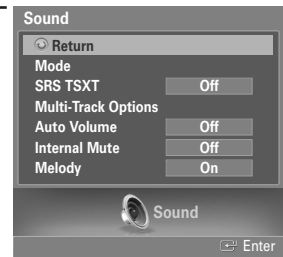 Sound
Return
Mode
SRS TSXT Off
Multi-Track Options
Auto Volume Off
Internal Mute Off
Melody On
Sound
Enter